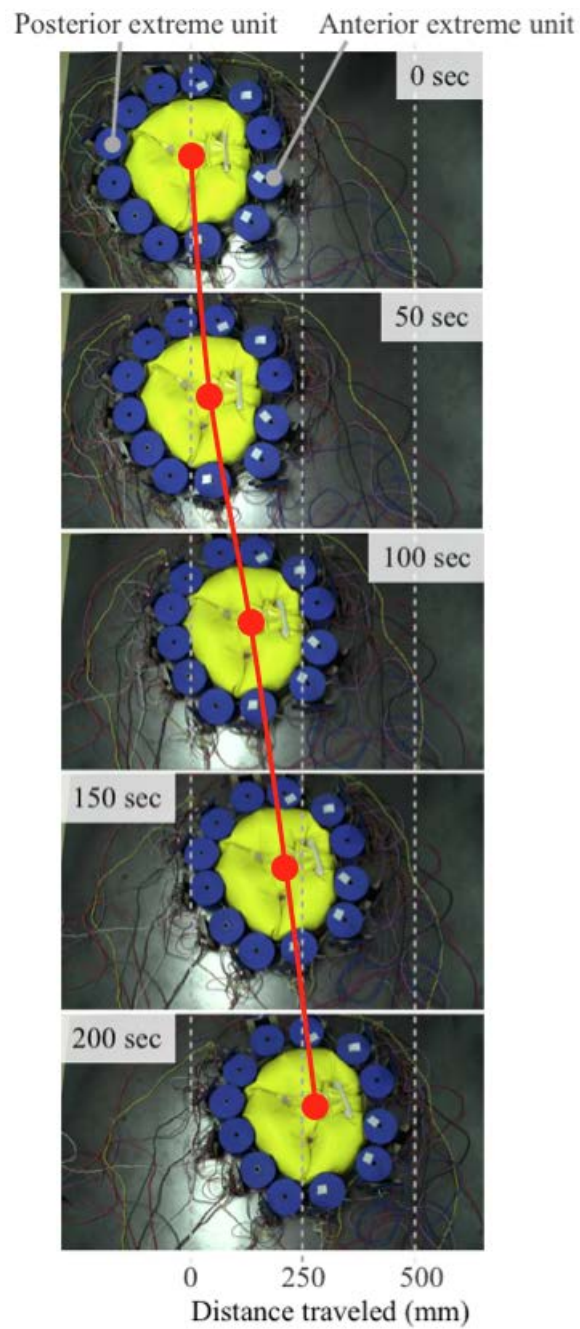 Posterior extreme unit
Anterior extreme unit
0 sec
50 sec
100 sec
150 sec
200 sec
0 250 500
Distance traveled (mm)